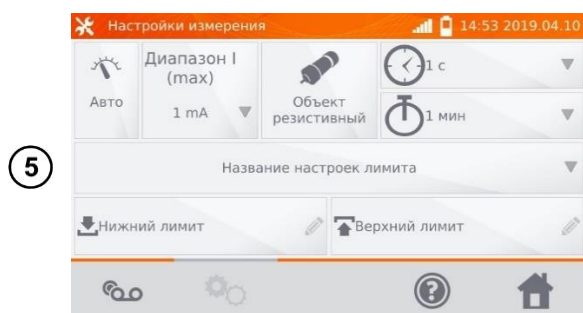 Настройки измерения 14:53 2019.04.10
Диапазон I
(max)
1 с
Авто
1 mA
Объект
резистивный
1 мин
5
Название настроек лимита
Нижний лимит
Верхний лимит
?